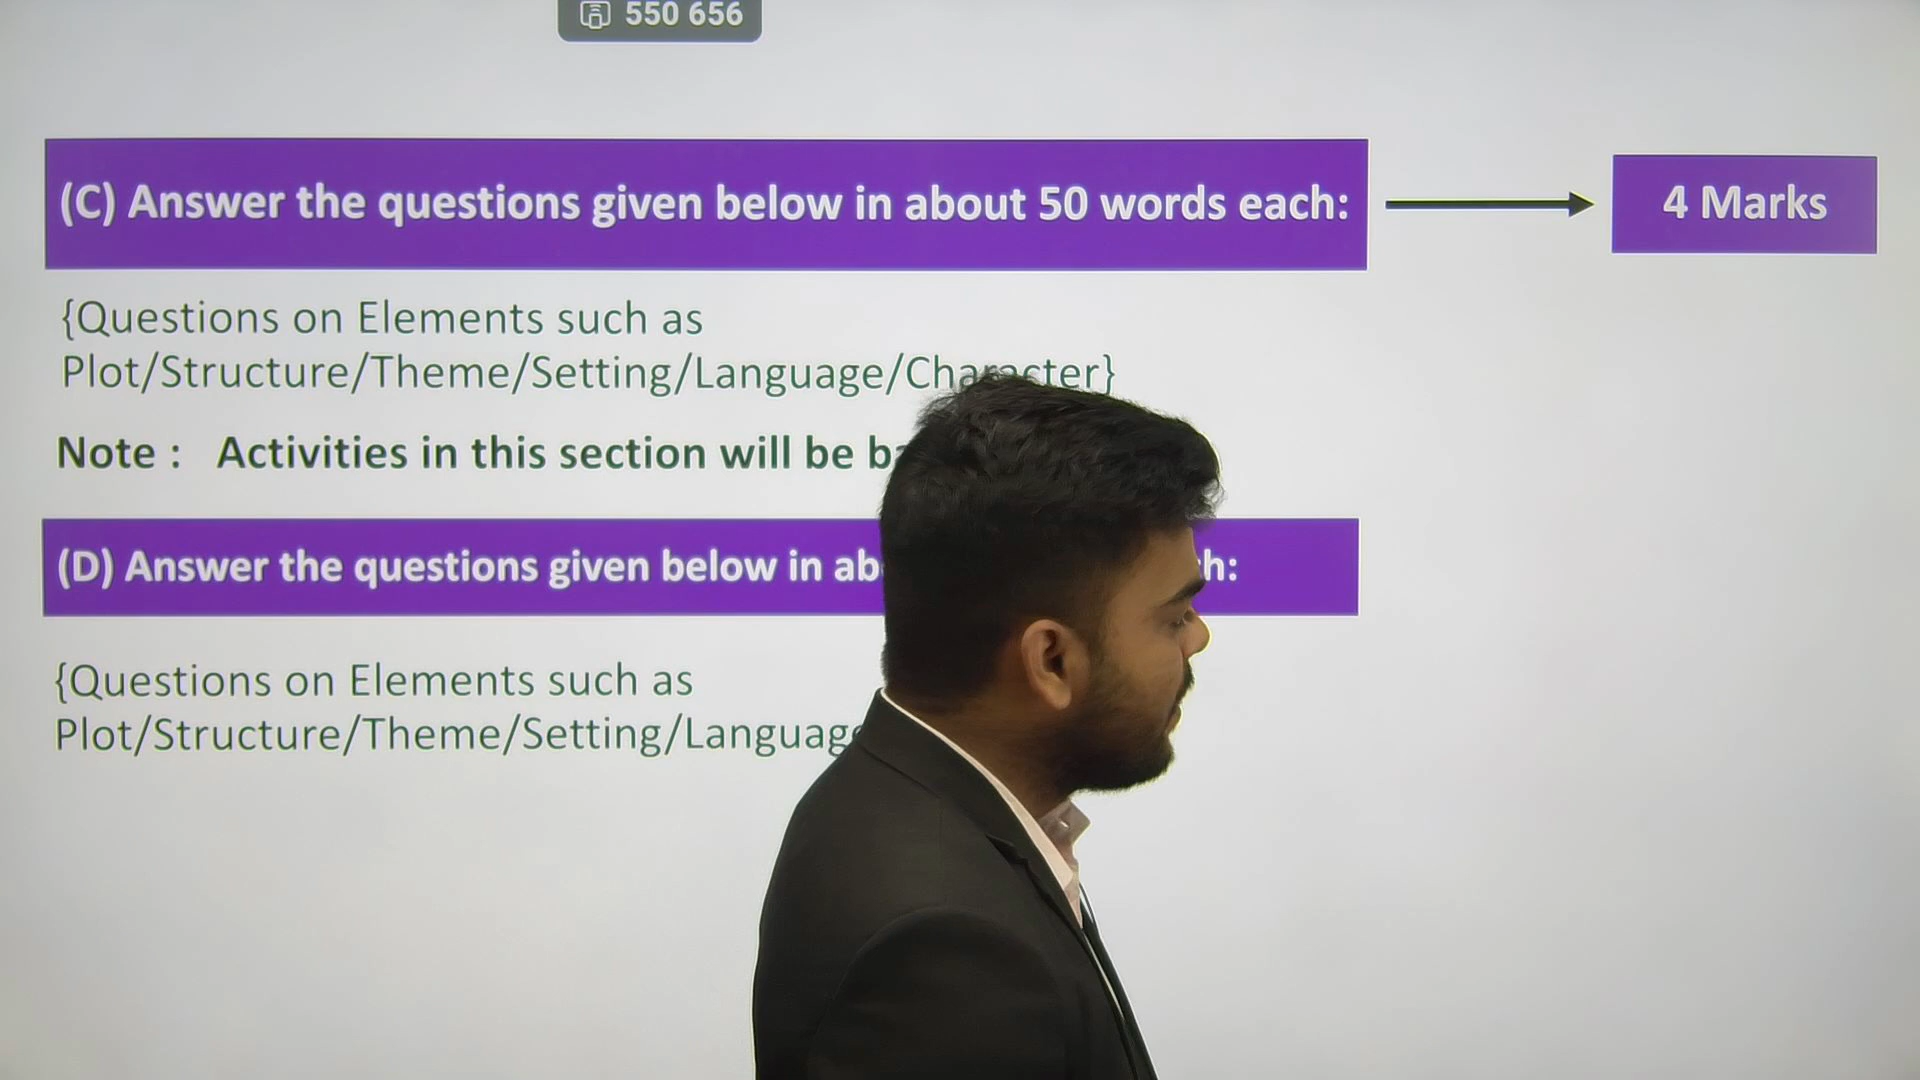 550 656
(C) Answer the questions given below in about 50 words each:
4 Marks
{Questions on Elements such as
Plot/Structure/Theme/Setting/Language/Character}
Note : Activities in this section will be
(D) Answer the questions given below in
{Questions on Elements such as
Plot/Structure/Theme/Setting/Language